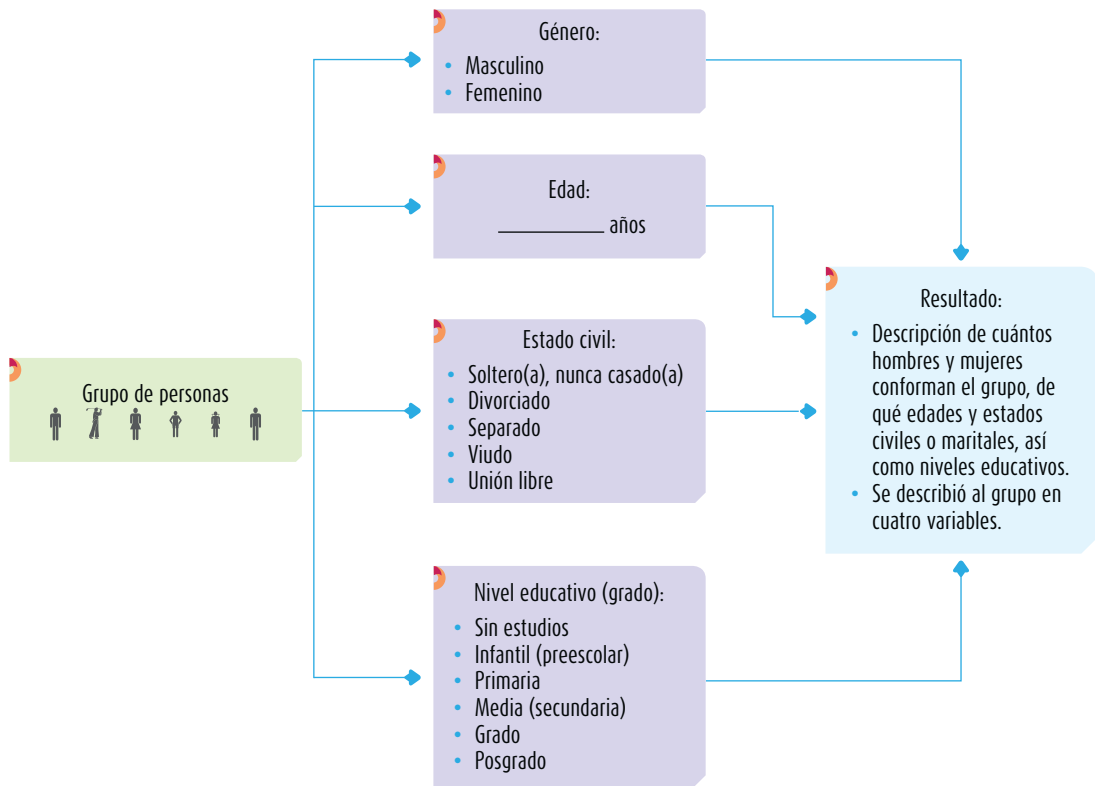 Grupo de personas
Género:
• Masculino
• Femenino
Edad:
__________ años
Estado civil:
• Soltero(a), nunca casado(a)
• Divorciado
• Separado
• Viudo
• Unión libre
Nivel educativo (grado):
• Sin estudios
• Infantil (preescolar)
• Primaria
• Media (secundaria)
• Grado
• Posgrado
Resultado:
• Descripción de cuántos
hombres y mujeres
conforman el grupo, de
qué edades y estados
civiles o maritales, así
como niveles educativos.
• Se describió al grupo en
cuatro variables.